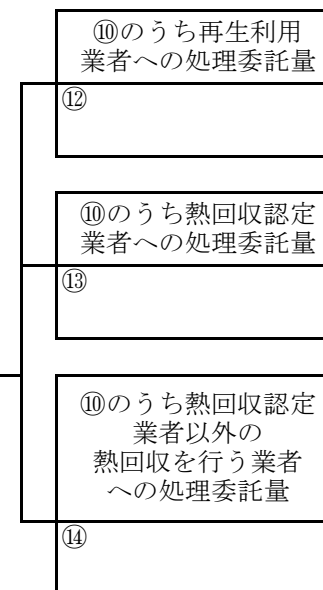 ⑩のうち再生利用
業者への処理委託量
⑫
⑩のうち熱回収認定
業者への処理委託量
⑬
⑩のうち熱回収認定
業者以外の
熱回収を行う業者
への処理委託量
⑭